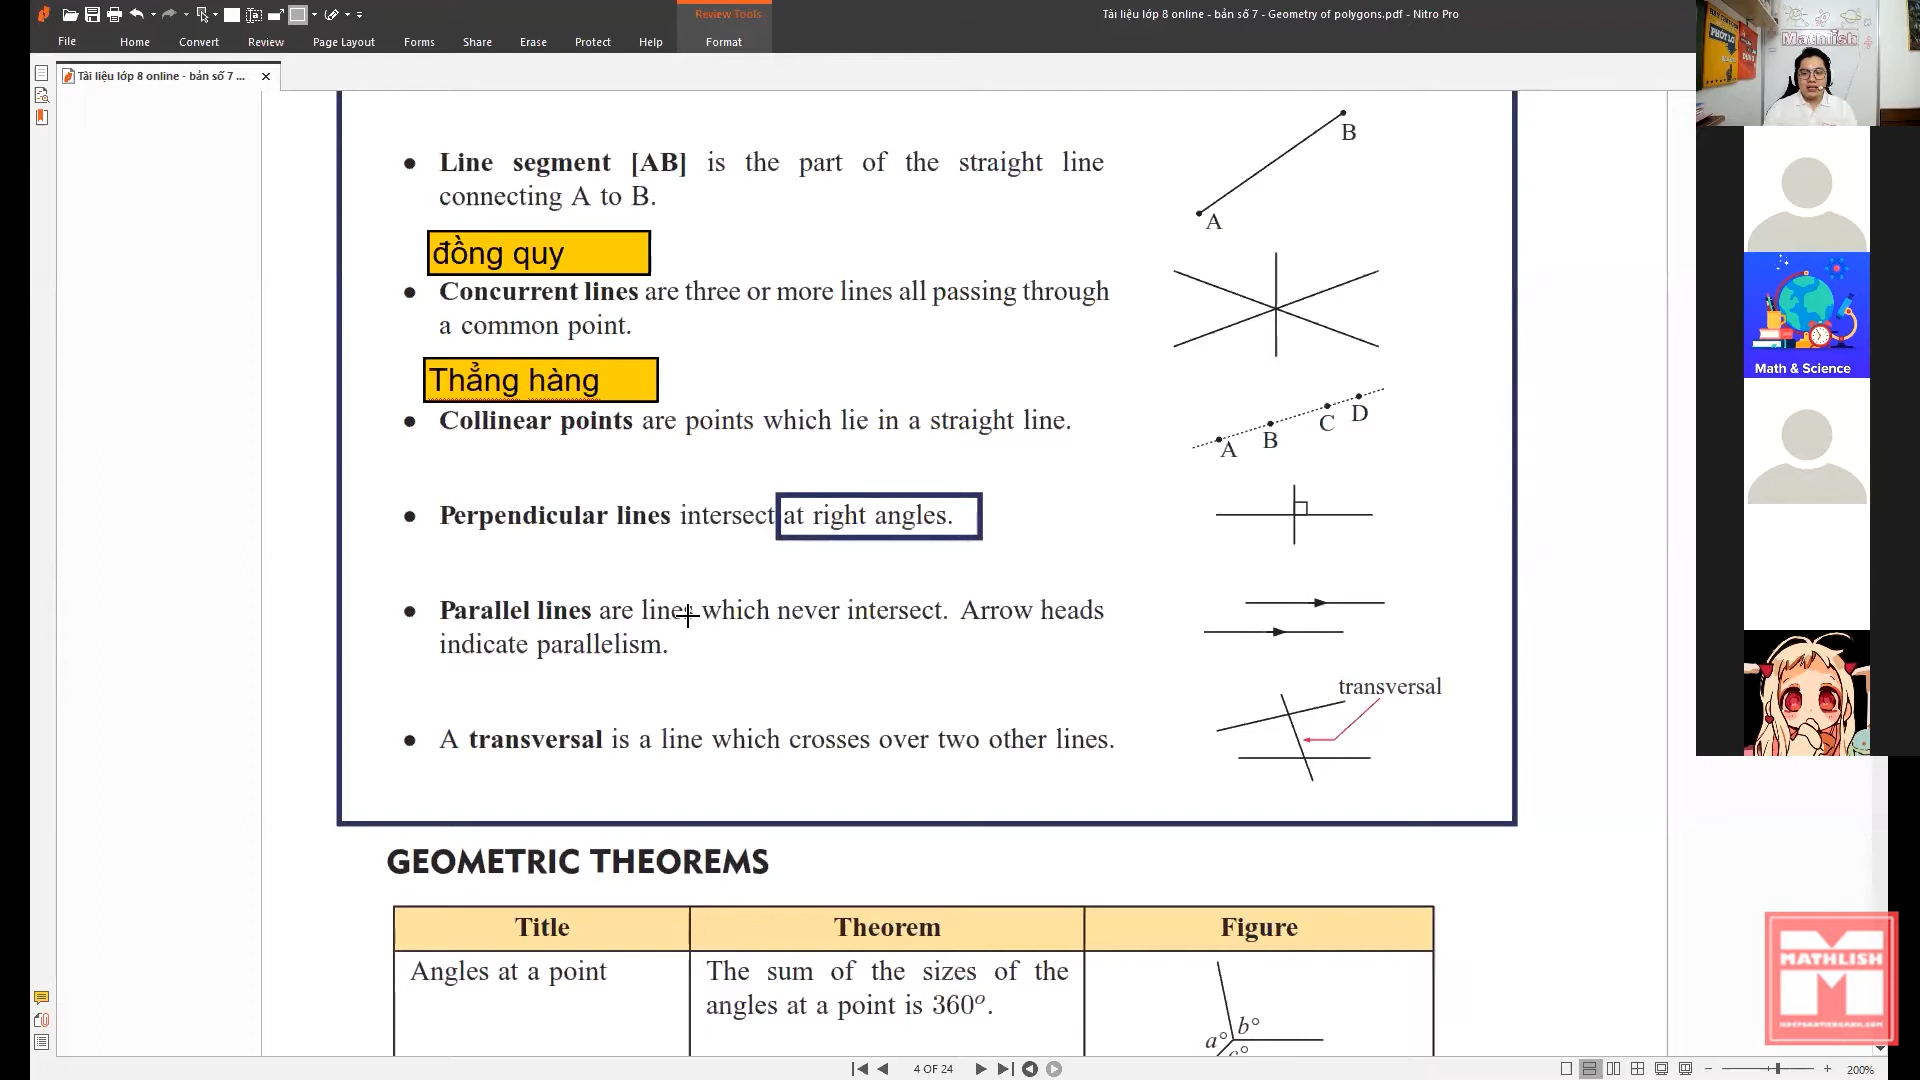 Review Tools
Tài liệu lớp 8 online - bản số 7 - Geometry of polygons.pdf - Nitro Pro
File
Home
Convert
Review
Page Layout
Forms
Share
Erase
Protect
Help
Format
Tài liệu lớp 8 online - bản số 7 ...
Mathlish
B
• Line segment [AB] is the part of the straight line
connecting A to B.
A
đồng quy
• Concurrent lines are three or more lines all passing through
a common point.
Math & Science
Thẳng hàng
• Collinear points are points which lie in a straight line.
A B C D
• Perpendicular lines intersect at right angles.
• Parallel lines are lines which never intersect. Arrow heads
indicate parallelism.
transversal
• A transversal is a line which crosses over two other lines.
GEOMETRIC THEOREMS
Title
Theorem
Figure
Angles at a point
The sum of the sizes of the
angles at a point is 360°.
a° b°
c°
MATHLISH
4 OF 24
200%